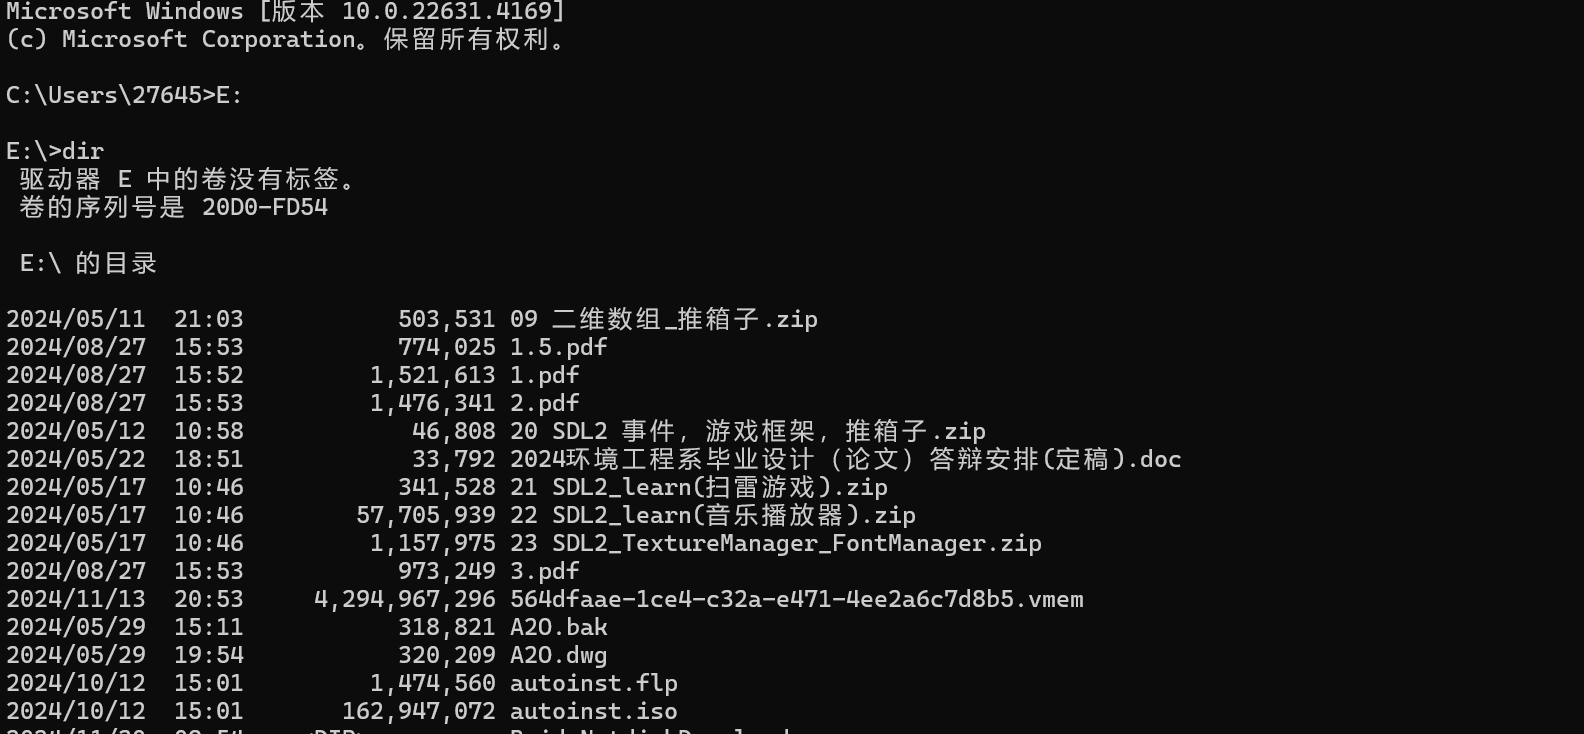 Microsoft Windows [版本 10.0.22631.4169]
(c) Microsoft Corporation。保留所有权利。
C:\Users\27645>E:
E:\>dir
驱动器 E 中的卷没有标签。
卷的序列号是 20D0-FD54
E:\ 的目录
2024/05/11  21:03           503,531 09 二维数组_推箱子.zip
2024/08/27  15:53           774,025 1.5.pdf
2024/08/27  15:52         1,521,613 1.pdf
2024/08/27  15:53         1,476,341 2.pdf
2024/05/12  10:58            46,808 20 SDL2 事件，游戏框架，推箱子.zip
2024/05/22  18:51            33,792 2024环境工程系毕业设计（论文）答辩安排(定稿).doc
2024/05/17  10:46           341,528 21 SDL2_learn(扫雷游戏).zip
2024/05/17  10:46        57,705,939 22 SDL2_learn(音乐播放器).zip
2024/05/17  10:46         1,157,975 23 SDL2_TextureManager_FontManager.zip
2024/08/27  15:53           973,249 3.pdf
2024/11/13  20:53     4,294,967,296 564dfaae-1ce4-c32a-e471-4ee2a6c7d8b5.vmem
2024/05/29  15:11           318,821 A2O.bak
2024/05/29  19:54           320,209 A2O.dwg
2024/10/12  15:01         1,474,560 autoinst.flp
2024/10/12  15:01       162,947,072 autoinst.iso